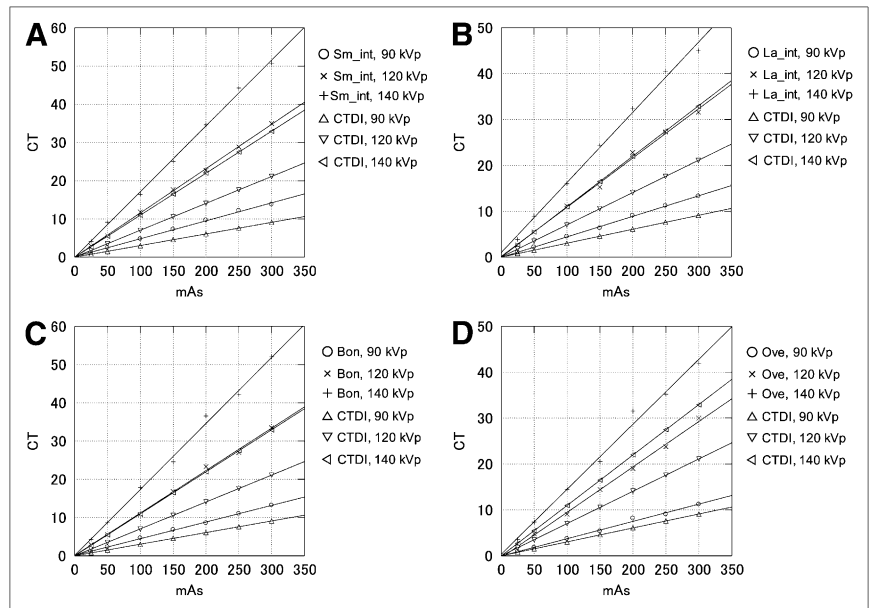 A
CT
60
50
40
30
20
10
0
0 50 100 150 200 250 300 350
mAs
Sm_int, 90 kVp
Sm_int, 120 kVp
Sm_int, 140 kVp
CTDI, 90 kVp
CTDI, 120 kVp
CTDI, 140 kVp
B
CT
50
40
30
20
10
0
0 50 100 150 200 250 300 350
mAs
La_int, 90 kVp
La_int, 120 kVp
La_int, 140 kVp
CTDI, 90 kVp
CTDI, 120 kVp
CTDI, 140 kVp
C
CT
60
50
40
30
20
10
0
0 50 100 150 200 250 300 350
mAs
Bon, 90 kVp
Bon, 120 kVp
Bon, 140 kVp
CTDI, 90 kVp
CTDI, 120 kVp
CTDI, 140 kVp
D
CT
50
40
30
20
10
0
0 50 100 150 200 250 300 350
mAs
Ove, 90 kVp
Ove, 120 kVp
Ove, 140 kVp
CTDI, 90 kVp
CTDI, 120 kVp
CTDI, 140 kVp